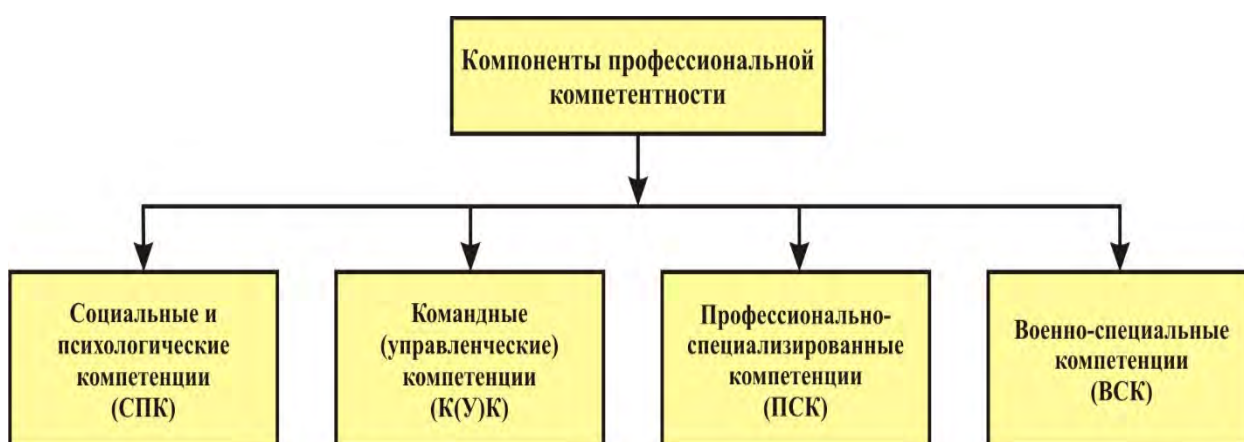 Компоненты профессиональной
компетентности
Социальные и
психологические
компетенции
(СПК)
Командные
(управленческие)
компетенции
(К(У)К)
Профессионально-
специализированные
компетенции
(ПСК)
Военно-специальные
компетенции
(ВСК)